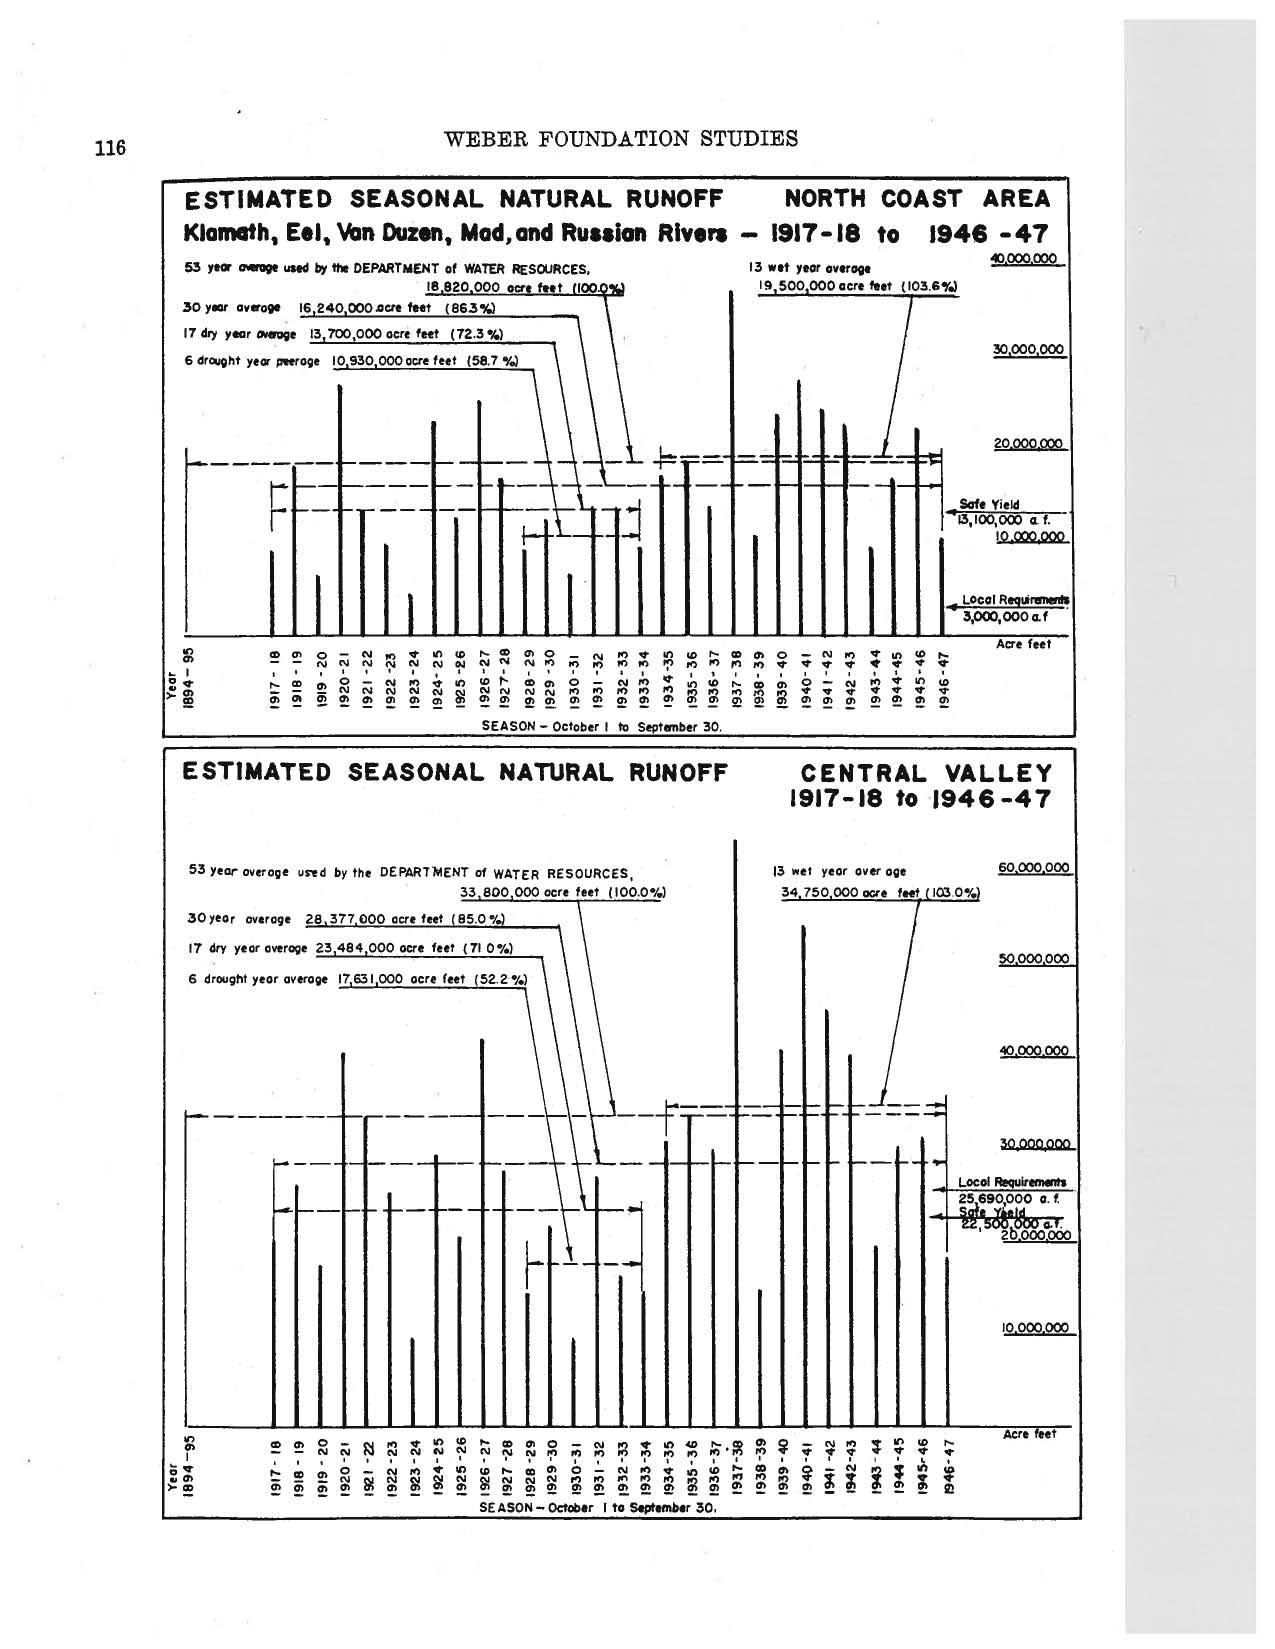 116
WEBER FOUNDATION STUDIES
ESTIMATED SEASONAL NATURAL RUNOFF NORTH COAST AREA
Klamath, Eel, Van Duzen, Mad, and Russian Rivers – 1917-18 to 1946-47
53 year average used by the DEPARTMENT of WATER RESOURCES,
18,820,000 acre feet (100.0%)
30 year average 16,240,000 acre feet (86.3%)
17 dry year average 13,700,000 acre feet (72.3%)
6 drought year average 10,930,000 acre feet (58.7%)
13 wet year average
19,500,000 acre feet (103.6%)
40,000,000
30,000,000
20,000,000
Safe Yield
13,100,000 a.f.
10,000,000
Local Requirements
3,000,000 a.f
Acre feet
Year
1894-95
1917-18
1918-19
1919-20
1920-21
1921-22
1922-23
1923-24
1924-25
1925-26
1926-27
1927-28
1928-29
1929-30
1930-31
1931-32
1932-33
1933-34
1934-35
1935-36
1936-37
1937-38
1938-39
1939-40
1940-41
1941-42
1942-43
1943-44
1944-45
1945-46
1946-47
SEASON – October 1 to September 30.
ESTIMATED SEASONAL NATURAL RUNOFF CENTRAL VALLEY
1917-18 to 1946-47
53 year average used by the DEPARTMENT of WATER RESOURCES,
33,800,000 acre feet (100.0%)
30 year average 28,377,000 acre feet (85.0%)
17 dry year average 23,484,000 acre feet (71.0%)
6 drought year average 17,631,000 acre feet (52.2%)
13 wet year average
34,750,000 acre feet (103.0%)
60,000,000
50,000,000
40,000,000
30,000,000
Local Requirements
25,690,000 a.f.
Safe Yield
22,500,000 a.f.
20,000,000
10,000,000
Acre feet
Year
1894-95
1917-18
1918-19
1919-20
1920-21
1921-22
1922-23
1923-24
1924-25
1925-26
1926-27
1927-28
1928-29
1929-30
1930-31
1931-32
1932-33
1933-34
1934-35
1935-36
1936-37
1937-38
1938-39
1939-40
1940-41
1941-42
1942-43
1943-44
1944-45
1945-46
1946-47
SEASON – October 1 to September 30.